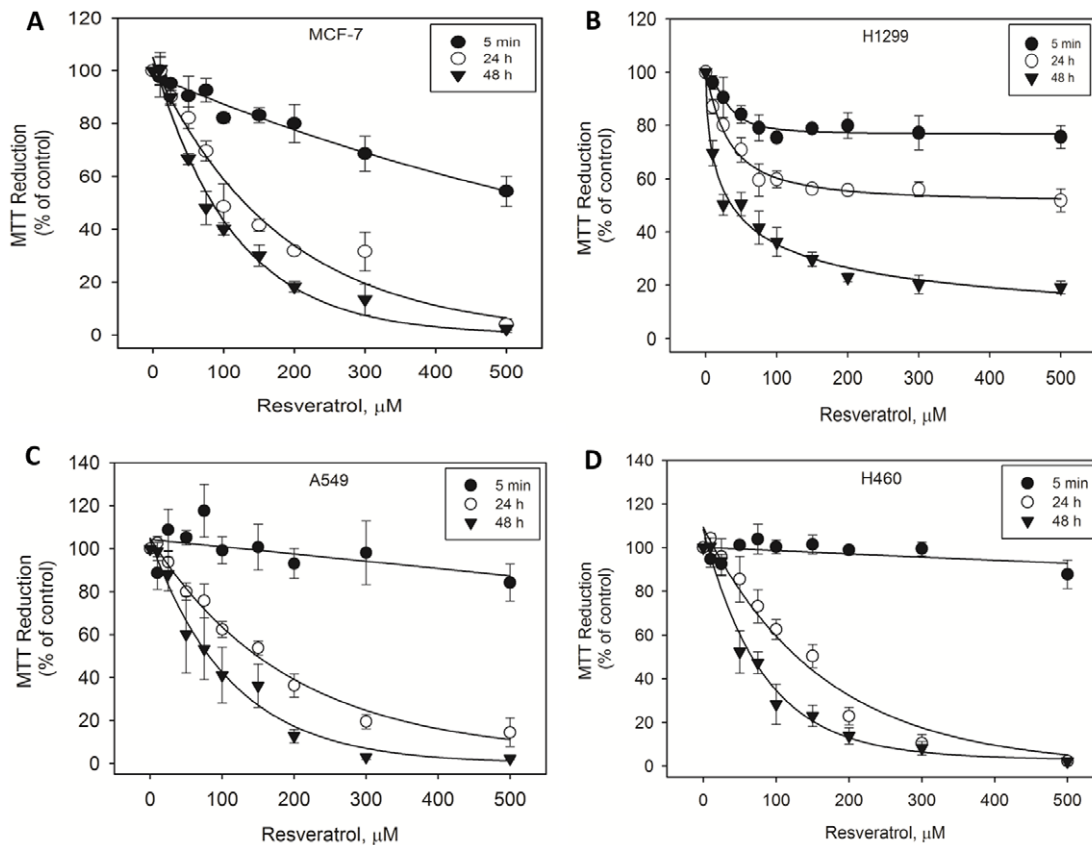 A
MCF-7
5 min
24 h
48 h
MTT Reduction
(% of control)
120
100
80
60
40
20
0
0 100 200 300 400 500
Resveratrol, µM
B
H1299
5 min
24 h
48 h
MTT Reduction
(% of control)
120
100
80
60
40
20
0
0 100 200 300 400 500
Resveratrol, µM
C
A549
5 min
24 h
48 h
MTT Reduction
(% of control)
140
120
100
80
60
40
20
0
0 100 200 300 400 500
Resveratrol, µM
D
H460
5 min
24 h
48 h
MTT Reduction
(% of control)
140
120
100
80
60
40
20
0
0 100 200 300 400 500
Resveratrol, µM